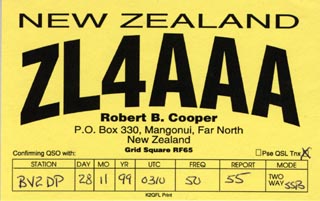 NEW ZEALAND
ZL4AAA
Robert B. Cooper
P.O. Box 330, Mangonui, Far North
New Zealand
Grid Square RF65
Confirming QSO with: Pse QSL Tnx
STATION DAY MO YR UTC FREQ REPORT MODE
BV2DP 28 11 99 0310 50 55 TWO WAY SSB
K2QFL Print